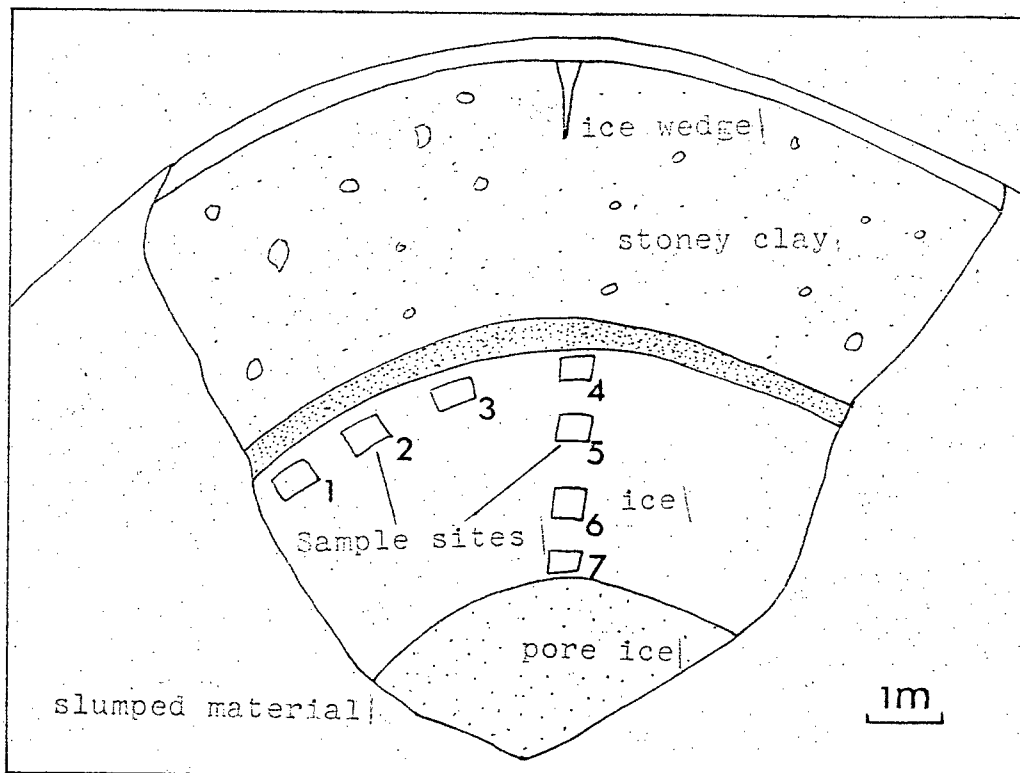 ice wedge
stoney clay
4
3
2
5
1
6
ice
Sample sites
7
pore ice
slumped material
1m